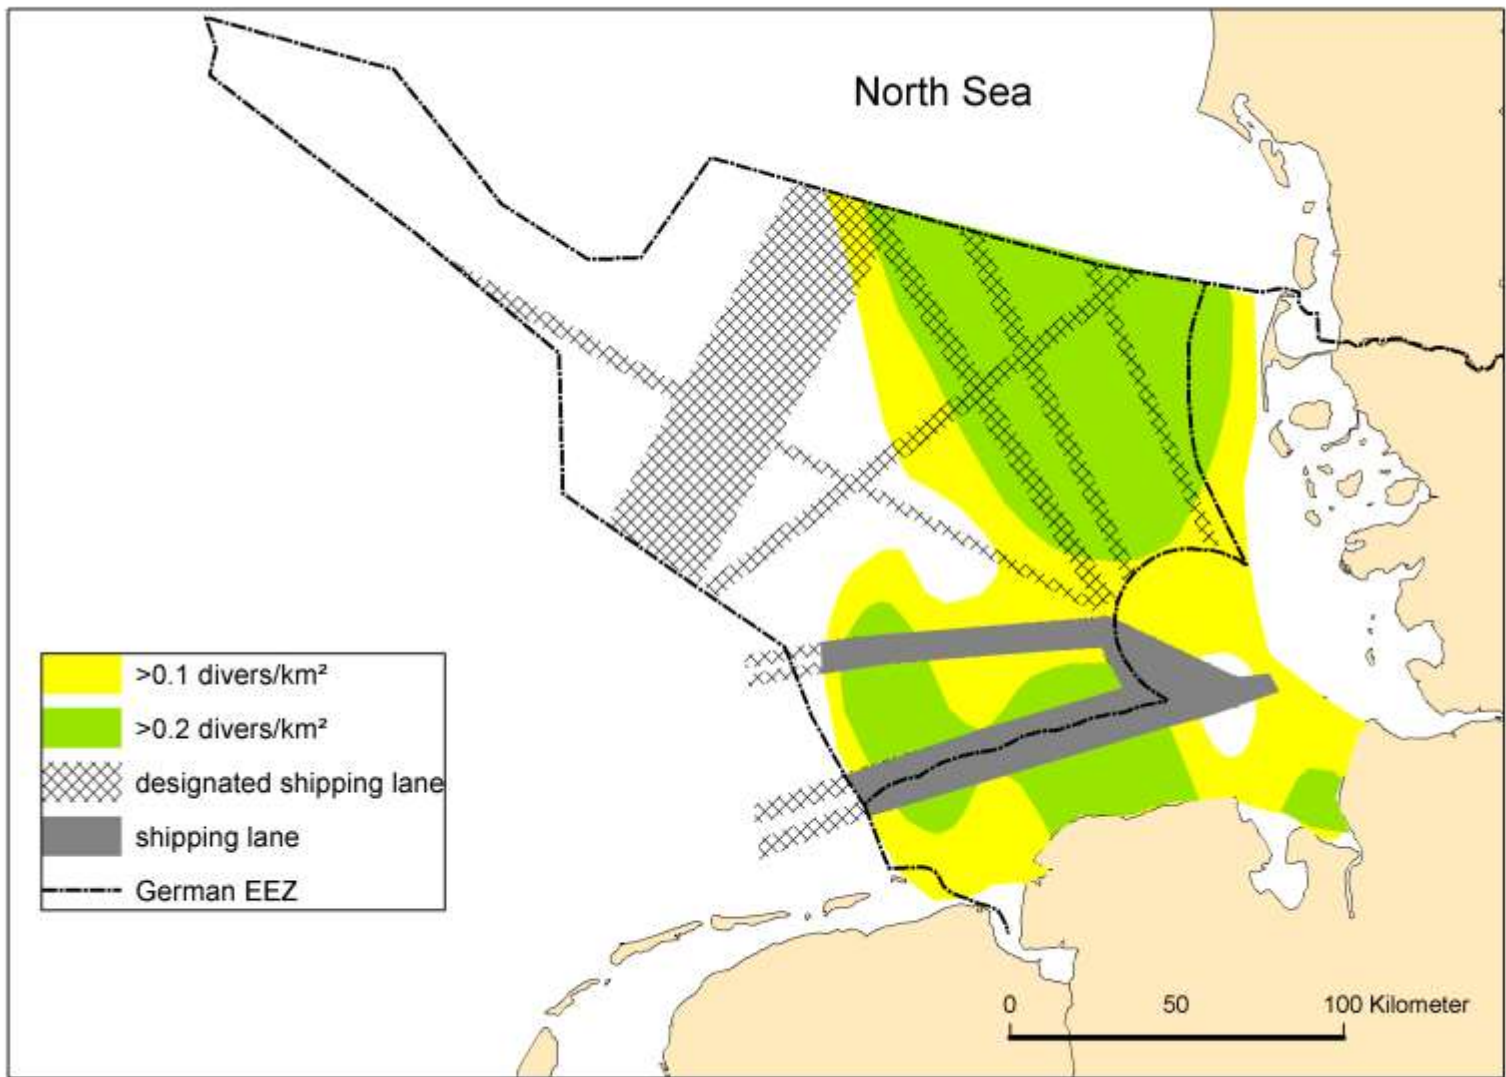 North Sea
>0.1 divers/km²
>0.2 divers/km²
designated shipping lane
shipping lane
German EEZ
0 50 100 Kilometer